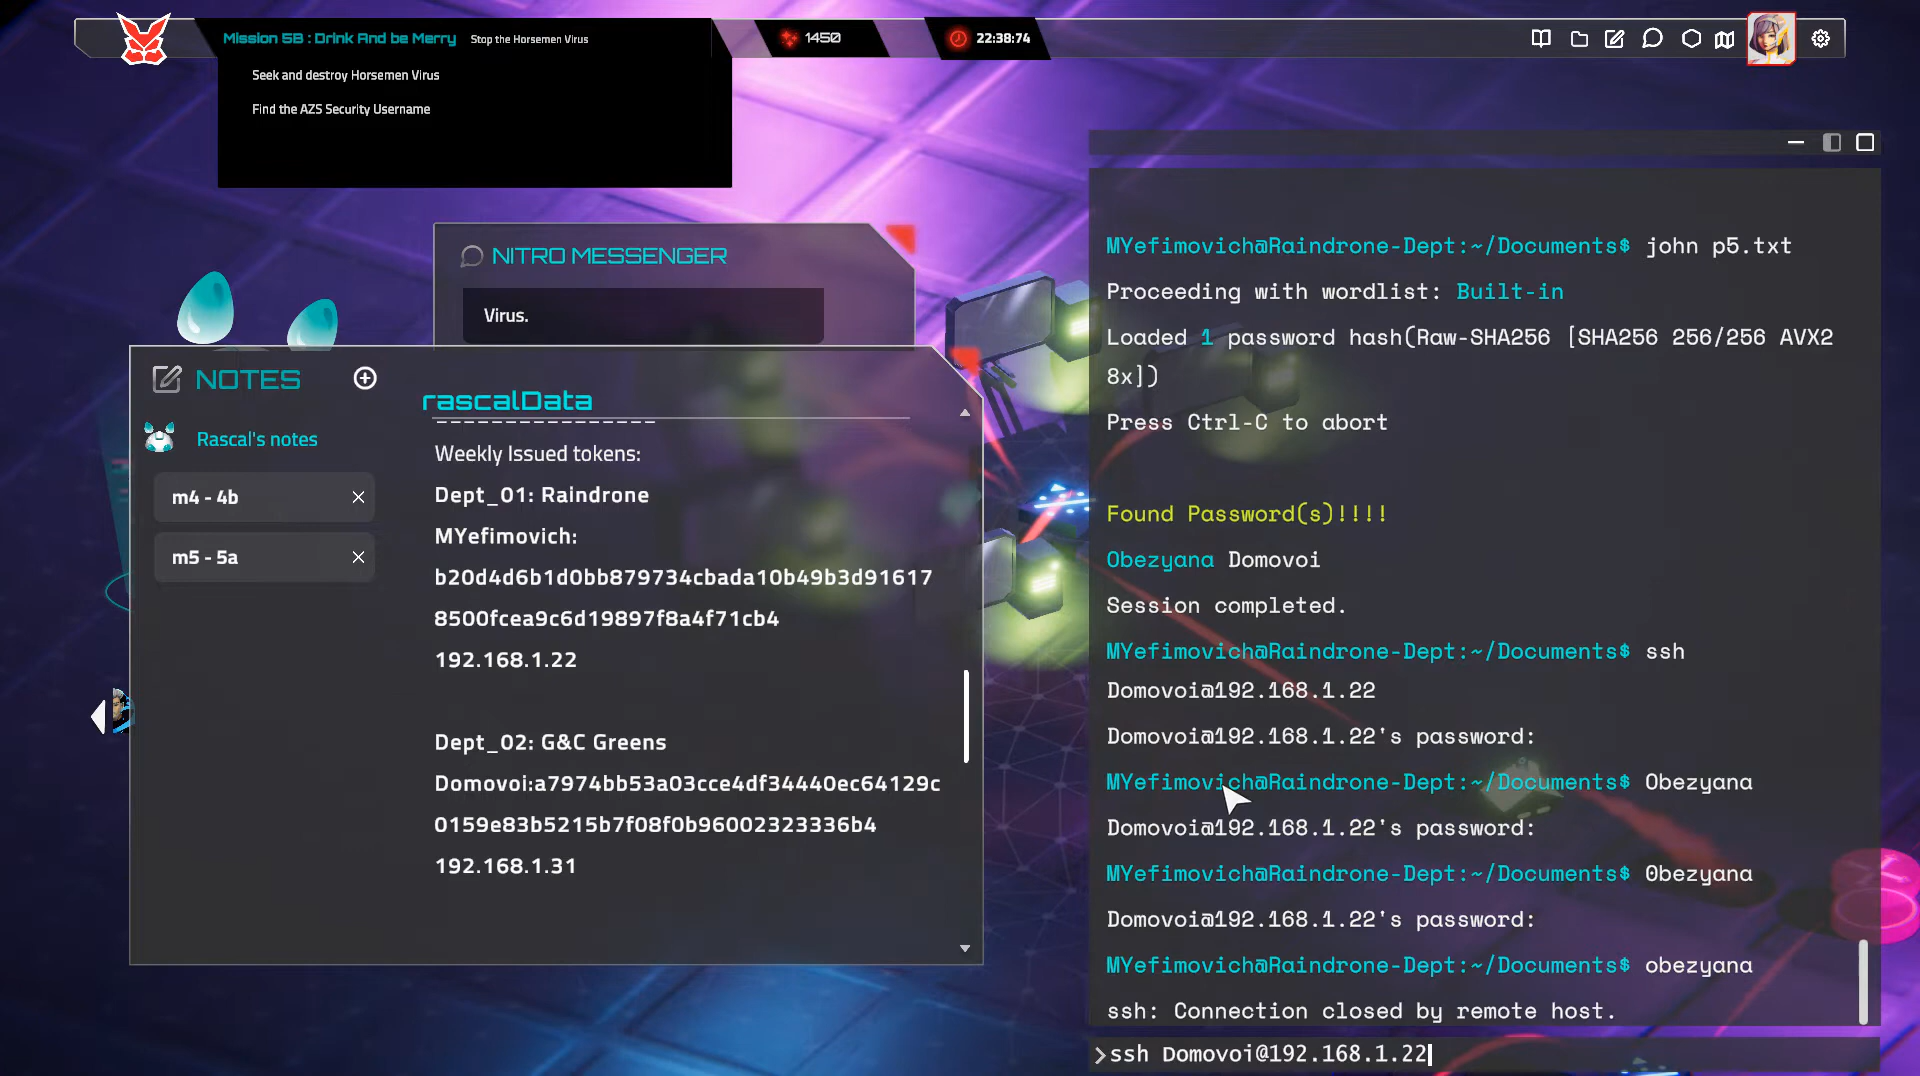 Mission 5B : Drink And be Merry Stop the Horsemen Virus
1450
22:38:74
Seek and destroy Horsemen Virus
Find the AZS Security Username
NITRO MESSENGER
Virus.
NOTES
Rascal's notes
m4 - 4b
m5 - 5a
rascalData
Weekly Issued tokens:
Dept_01: Raindrone
MYefimovich:
b20d4d6b1d0bb879734cbada10b49b3d91617
8500fcea9c6d19897f8a4f71cb4
192.168.1.22
Dept_02: G&C Greens
Domovoi:a7974bb53a03cce4df34440ec64129c
0159e83b5215b7f08f0b96002323336b4
192.168.1.31
MYefimovich@Raindrone-Dept:~/Documents$ john p5.txt
Proceeding with wordlist: Built-in
Loaded 1 password hash(Raw-SHA256 [SHA256 256/256 AVX2
8x])
Press Ctrl-C to abort
Found Password(s)!!!!
Obezyana Domovoi
Session completed.
MYefimovich@Raindrone-Dept:~/Documents$ ssh
Domovoi@192.168.1.22
Domovoi@192.168.1.22's password:
MYefimovich@Raindrone-Dept:~/Documents$ Obezyana
Domovoi@192.168.1.22's password:
MYefimovich@Raindrone-Dept:~/Documents$ 0bezyana
Domovoi@192.168.1.22's password:
MYefimovich@Raindrone-Dept:~/Documents$ obezyana
ssh: Connection closed by remote host.
>ssh Domovoi@192.168.1.22